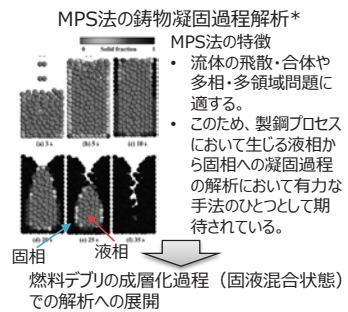 MPS法の鋳物凝固過程解析*
0 Solid fraction 1
(a) 3 s (b) 5 s (c) 10 s
(e) 25 s (f) 35 s
固相 液相
MPS法の特徴
• 流体の飛散・合体や
多相・多領域問題に
適する。
• このため、製鋼プロセス
において生じる液相か
ら固相への凝固過程
の解析において有力な
手法のひとつとして期
待されている。
燃料デブリの成層化過程（固液混合状態）
での解析への展開